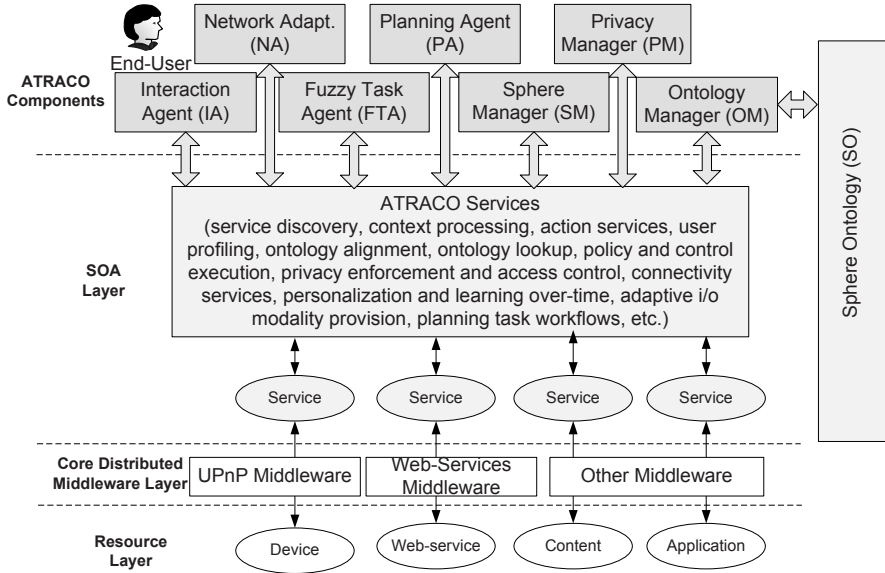 Network Adapt.
(NA)
Planning Agent
(PA)
Privacy
Manager (PM)
End-User
ATRACO
Components
Interaction
Agent (IA)
Fuzzy Task
Agent (FTA)
Sphere
Manager (SM)
Ontology
Manager (OM)
Sphere Ontology (SO)
SOA
Layer
ATRACO Services
(service discovery, context processing, action services, user
profiling, ontology alignment, ontology lookup, policy and control
execution, privacy enforcement and access control, connectivity
services, personalization and learning over-time, adaptive i/o
modality provision, planning task workflows, etc.)
Service
Service
Service
Service
Core Distributed
Middleware Layer
UPnP Middleware
Web-Services
Middleware
Other Middleware
Resource
Layer
Device
Web-service
Content
Application